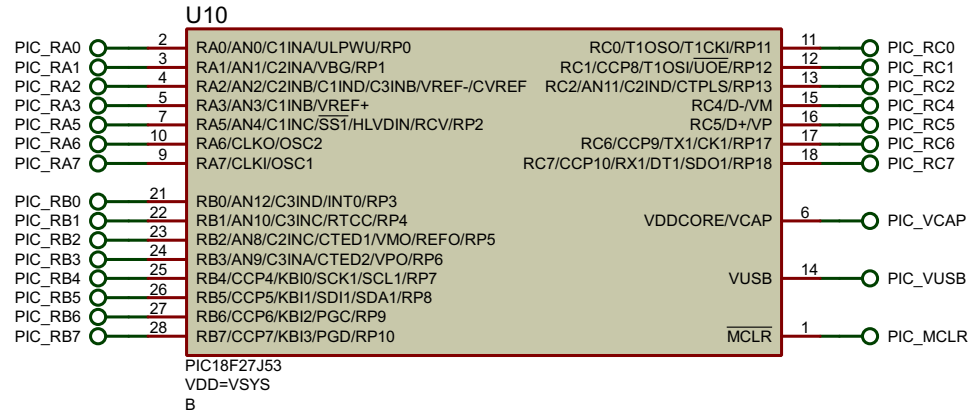 U10
PIC_RA0 2 RA0/AN0/C1INA/ULPWU/RP0 RC0/T1OSO/T1CKI/RP11 11 PIC_RC0
PIC_RA1 3 RA1/AN1/C2INA/VBG/RP1 RC1/CCP8/T1OSI/UOE/RP12 12 PIC_RC1
PIC_RA2 4 RA2/AN2/C2INB/C1IND/C3INB/VREF-/CVREF RC2/AN11/C2IND/CTPLS/RP13 13 PIC_RC2
PIC_RA3 5 RA3/AN3/C1INB/VREF+ RC4/D-/VM 15 PIC_RC4
PIC_RA5 7 RA5/AN4/C1INC/SS1/HLVDIN/RCV/RP2 RC5/D+/VP 16 PIC_RC5
PIC_RA6 10 RA6/CLKO/OSC2 RC6/CCP9/TX1/CK1/RP17 17 PIC_RC6
PIC_RA7 9 RA7/CLKI/OSC1 RC7/CCP10/RX1/DT1/SDO1/RP18 18 PIC_RC7
PIC_RB0 21 RB0/AN12/C3IND/INT0/RP3
PIC_RB1 22 RB1/AN10/C3INC/RTCC/RP4 VDDCORE/VCAP 6 PIC_VCAP
PIC_RB2 23 RB2/AN8/C2INC/CTED1/VMO/REFO/RP5
PIC_RB3 24 RB3/AN9/C3INA/CTED2/VPO/RP6
PIC_RB4 25 RB4/CCP4/KBI0/SCK1/SCL1/RP7 VUSB 14 PIC_VUSB
PIC_RB5 26 RB5/CCP5/KBI1/SDI1/SDA1/RP8
PIC_RB6 27 RB6/CCP6/KBI2/PGC/RP9
PIC_RB7 28 RB7/CCP7/KBI3/PGD/RP10 MCLR 1 PIC_MCLR
PIC18F27J53
VDD=VSYS
B